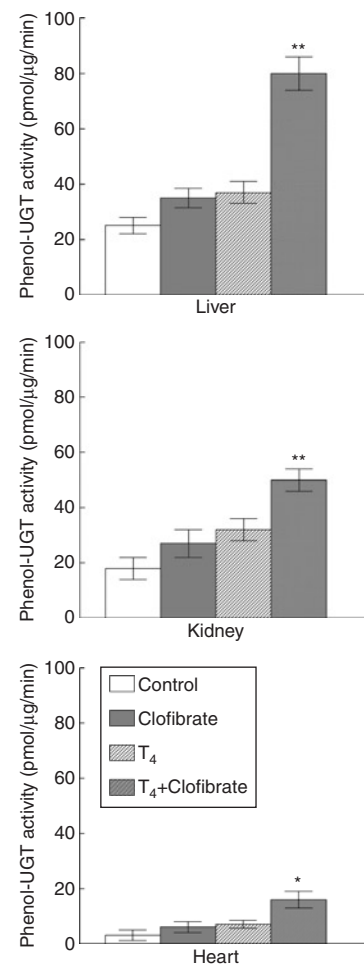 Phenol-UGT activity (pmol/μg/min)
100
80
60
40
20
0
**
Liver
Phenol-UGT activity (pmol/μg/min)
100
80
60
40
20
0
**
Kidney
Phenol-UGT activity (pmol/μg/min)
100
80
60
40
20
0
Control
Clofibrate
T₄
T₄+Clofibrate
*
Heart